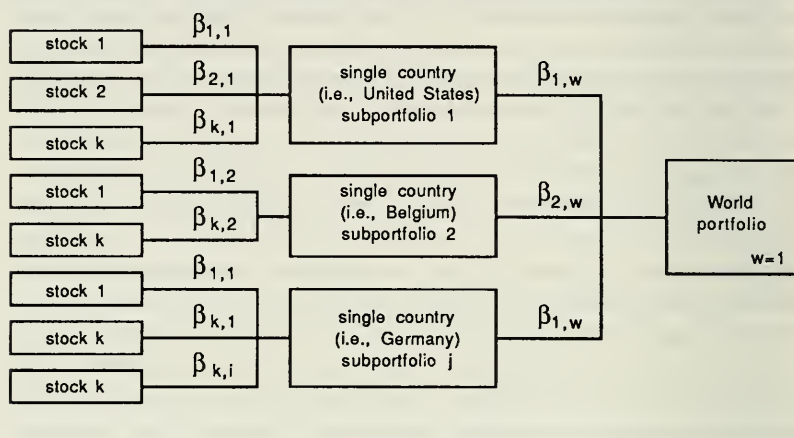 stock 1
β1,1
stock 2
β2,1
stock k
βk,1
single country
(i.e., United States)
subportfolio 1
β1,w
stock 1
β1,2
stock k
βk,2
single country
(i.e., Belgium)
subportfolio 2
β2,w
stock 1
β1,1
stock k
βk,1
stock k
βk,i
single country
(i.e., Germany)
subportfolio j
β1,w
World
portfolio
w=1